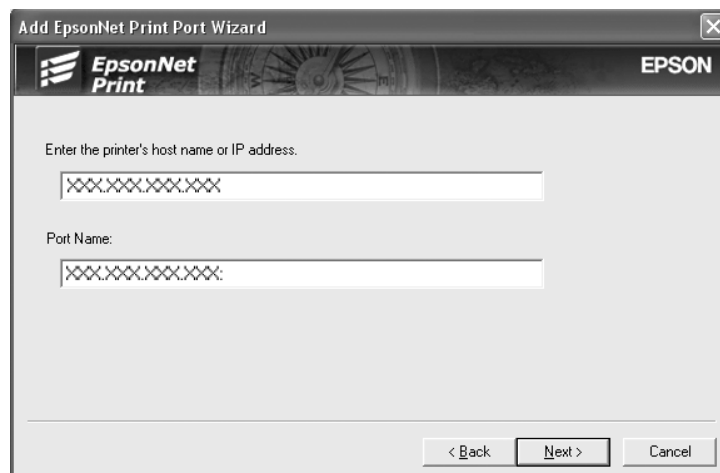 Add EpsonNet Print Port Wizard
EpsonNet
Print
EPSON
Enter the printer's host name or IP address.
XXX.XXX.XXX.XXX
Port Name:
XXX.XXX.XXX.XXX:
< Back
Next >
Cancel